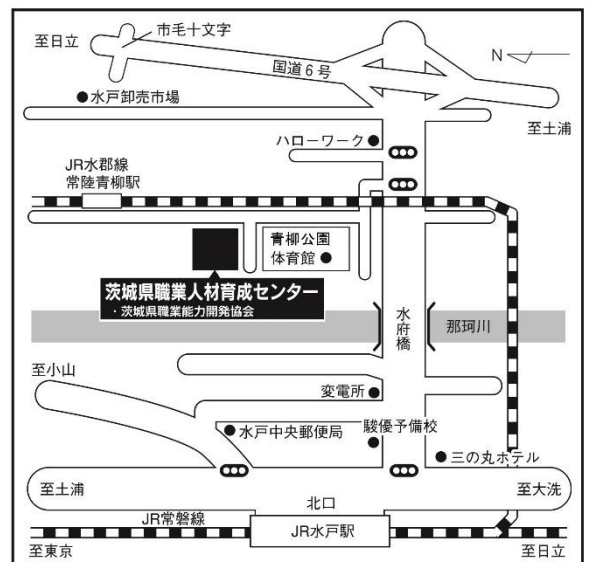 市毛十文字
至日立
国道6号
N
水戸卸売市場
至土浦
ハローワーク
JR水郡線
常陸青柳駅
青柳公園
体育館
茨城県職業人材育成センター
・茨城県職業能力開発協会
水府橋
那珂川
至小山
変電所
水戸中央郵便局
駿優予備校
三の丸ホテル
至土浦
北口
至大洗
JR常磐線
JR水戸駅
至東京
至日立